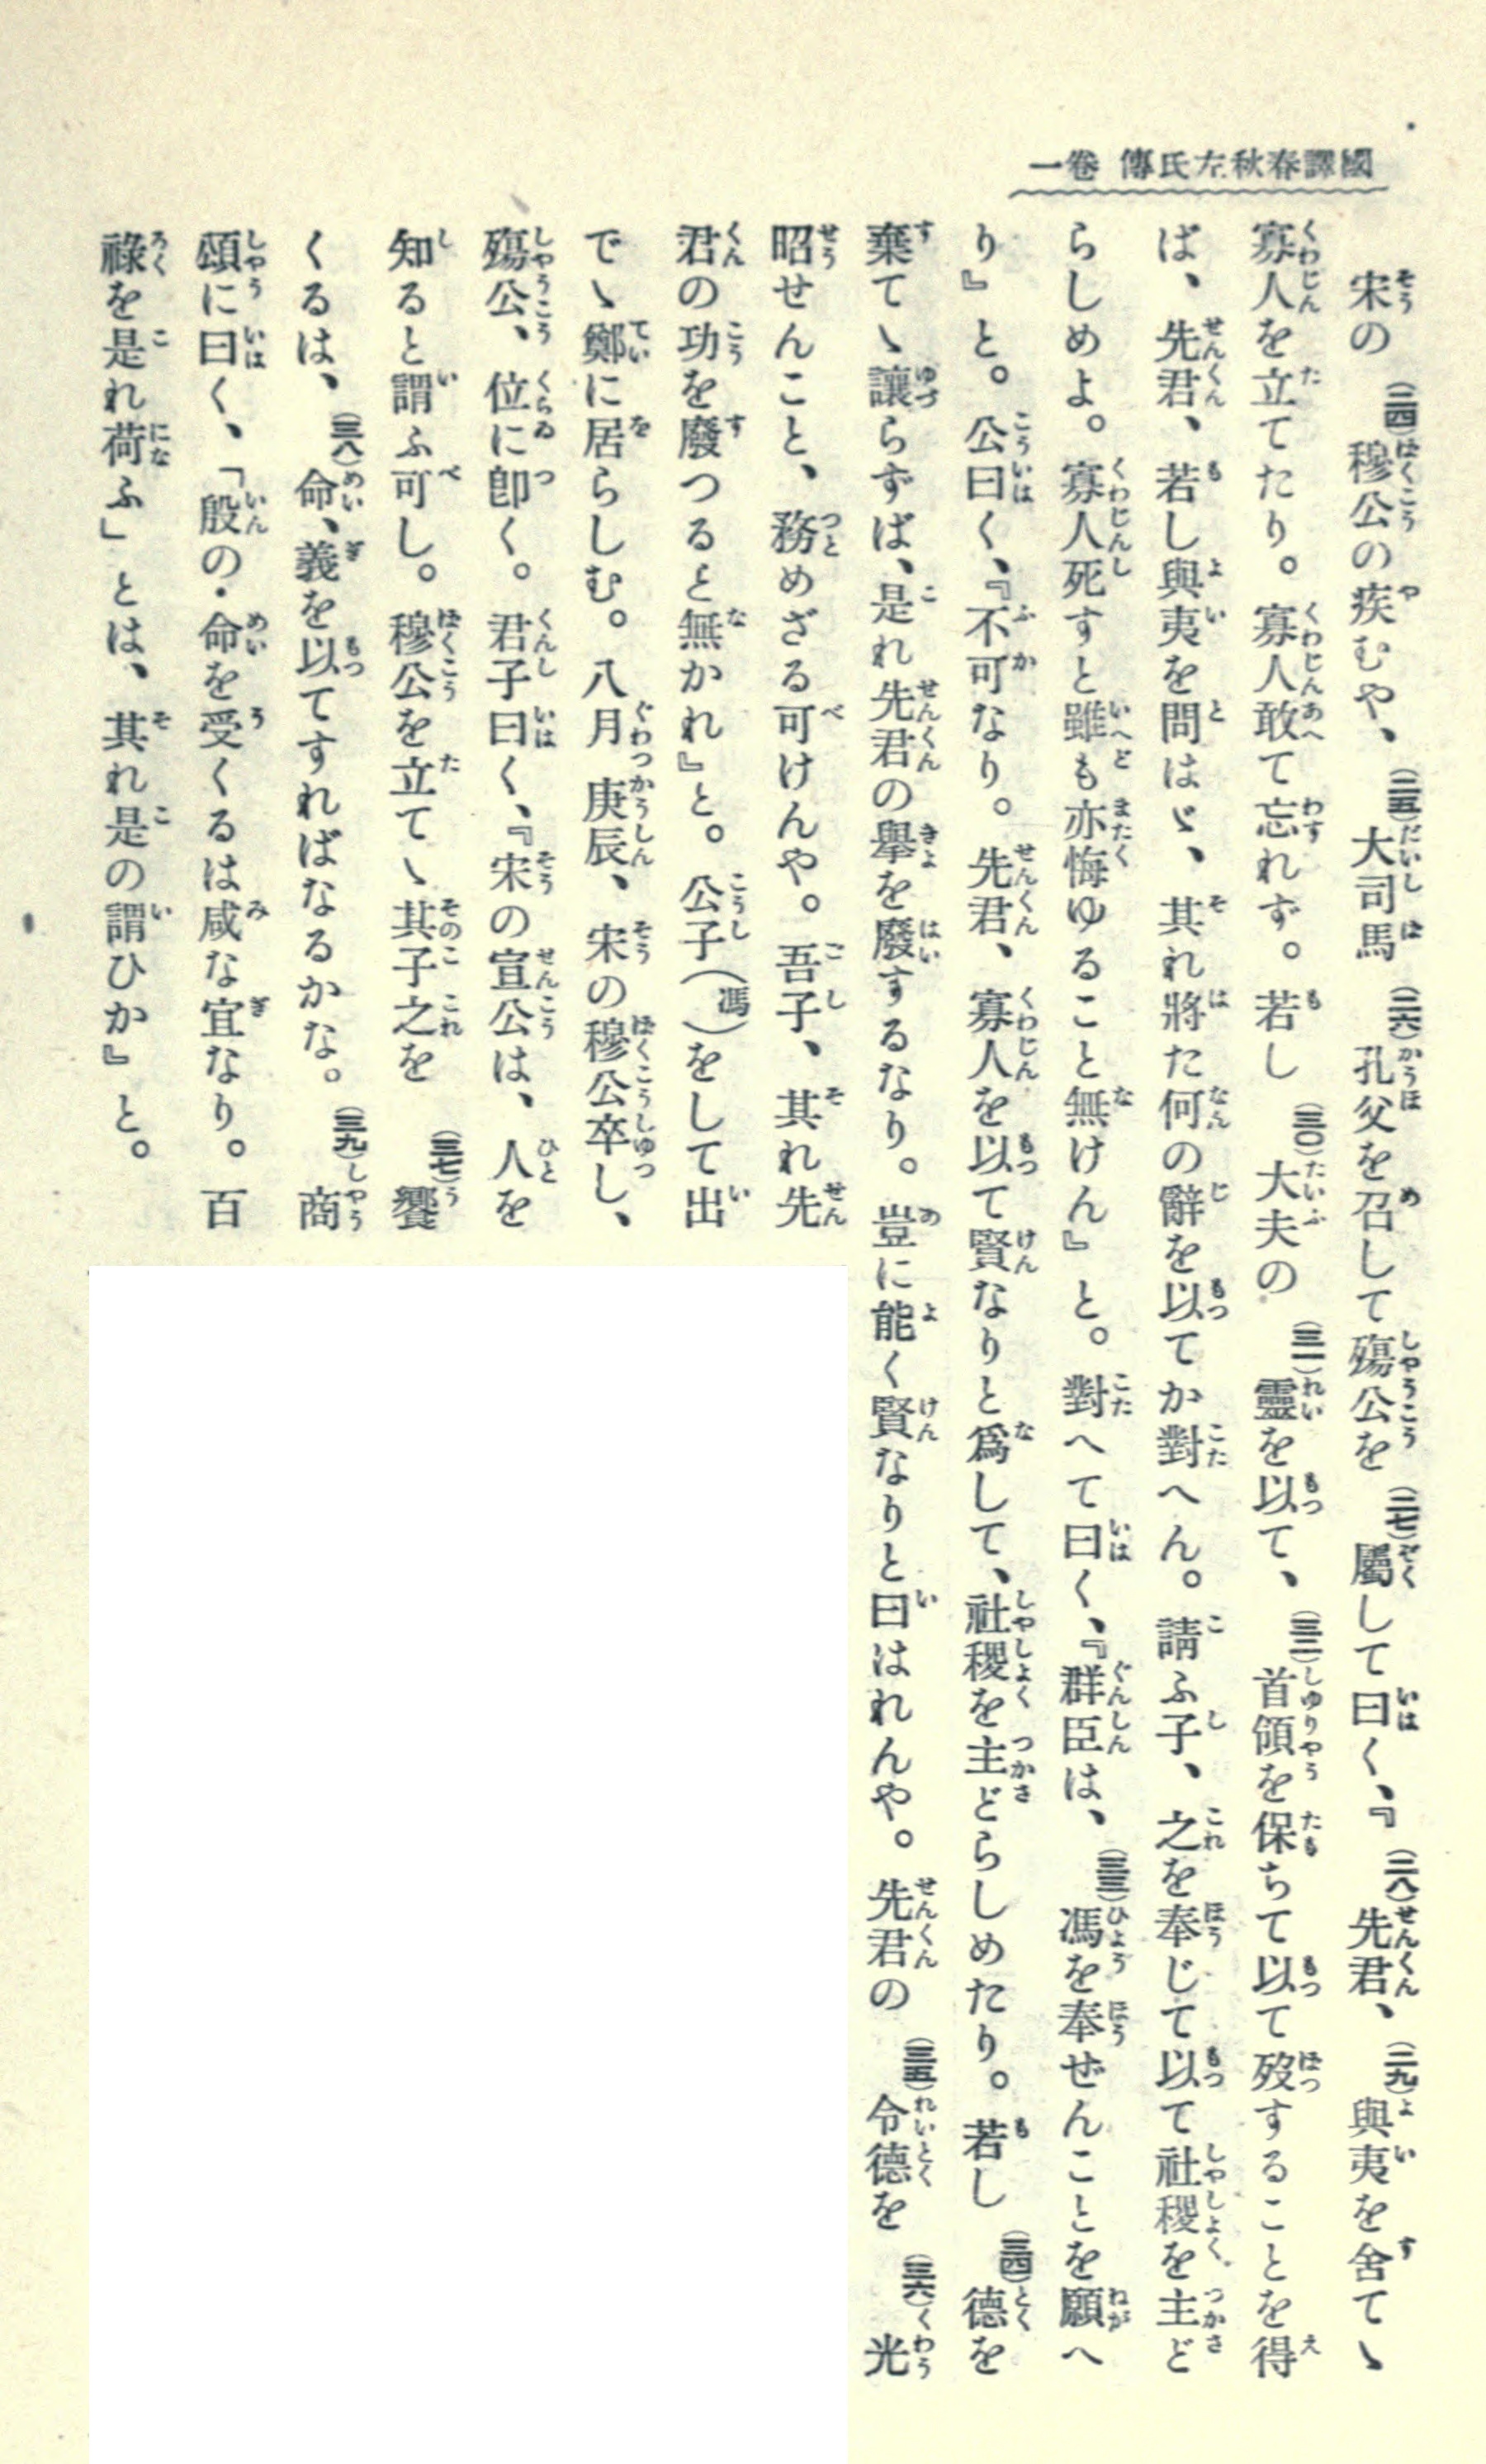 國譯春秋左氏傳 卷一
宋の(二四)穆公の疾むや、(二五)大司馬(二六)孔父を召して殤公を(二七)屬して曰く、『(二八)先君、(二九)與夷を舍てゝ
寡人を立てたり。寡人敢て忘れず。若し(三〇)大夫の(三一)靈を以て、(三二)首領を保ちて以て歿することを得
ば、先君、若し與夷を問はゞ、其れ將た何の辭を以てか對へん。請ふ子、之を奉じて以て社稷を主ど
らしめよ。寡人死すと雖も亦悔ゆること無けん』と。對へて曰く、『群臣は、(三三)馮を奉ぜんことを願へ
り』と。公曰く、『不可なり。先君、寡人を以て賢なりと爲して、社稷を主どらしめたり。若し(三四)德を
棄てゝ讓らずば、是れ先君の擧を廢するなり。豈に能く賢なりと曰はれんや。先君の(三五)令德を(三六)光
昭せんこと、務めざる可けんや。吾子、其れ先
君の功を廢つると無かれ』と。公子(馮)をして出
でゝ鄭に居らしむ。八月庚辰、宋の穆公卒し、
殤公、位に卽く。君子曰く、『宋の宣公は、人を
知ると謂ふ可し。穆公を立てゝ其子之を(三七)饗
くるは、(三八)命、義を以てすればなるかな。(三九)商
頌に曰く、「殷の・命を受くるは咸な宜なり。百
祿を是れ荷ふ」とは、其れ是の謂ひか』と。